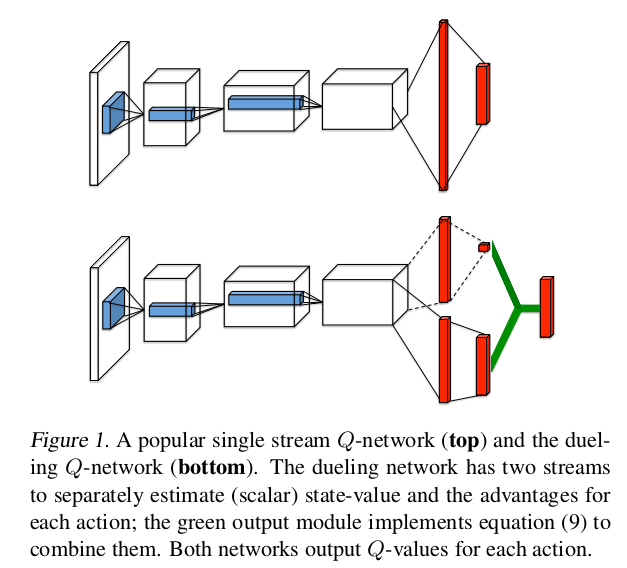 Figure 1. A popular single stream Q-network (top) and the duel-
ing Q-network (bottom). The dueling network has two streams
to separately estimate (scalar) state-value and the advantages for
each action; the green output module implements equation (9) to
combine them. Both networks output Q-values for each action.